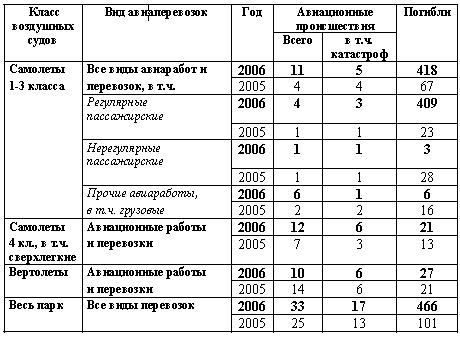 Класс воздушных судов | Вид авиаперевозок | Год | Авиационные происшествия | Погибли
Всего | в т.ч. катастроф
Самолеты 1-3 класса | Все виды авиаработ и перевозок, в т.ч. | 2006 | 11 | 5 | 418
2005 | 4 | 4 | 67
Регулярные пассажирские | 2006 | 4 | 3 | 409
2005 | 1 | 1 | 23
Нерегулярные пассажирские | 2006 | 1 | 1 | 3
2005 | 1 | 1 | 28
Прочие авиаработы, в т.ч. грузовые | 2006 | 6 | 1 | 6
2005 | 2 | 2 | 16
Самолеты 4 кл., в т.ч. сверхлегкие | Авиационные работы и перевозки | 2006 | 12 | 6 | 21
2005 | 7 | 3 | 13
Вертолеты | Авиационные работы и перевозки | 2006 | 10 | 6 | 27
2005 | 14 | 6 | 21
Весь парк | Все виды перевозок | 2006 | 33 | 17 | 466
2005 | 25 | 13 | 101